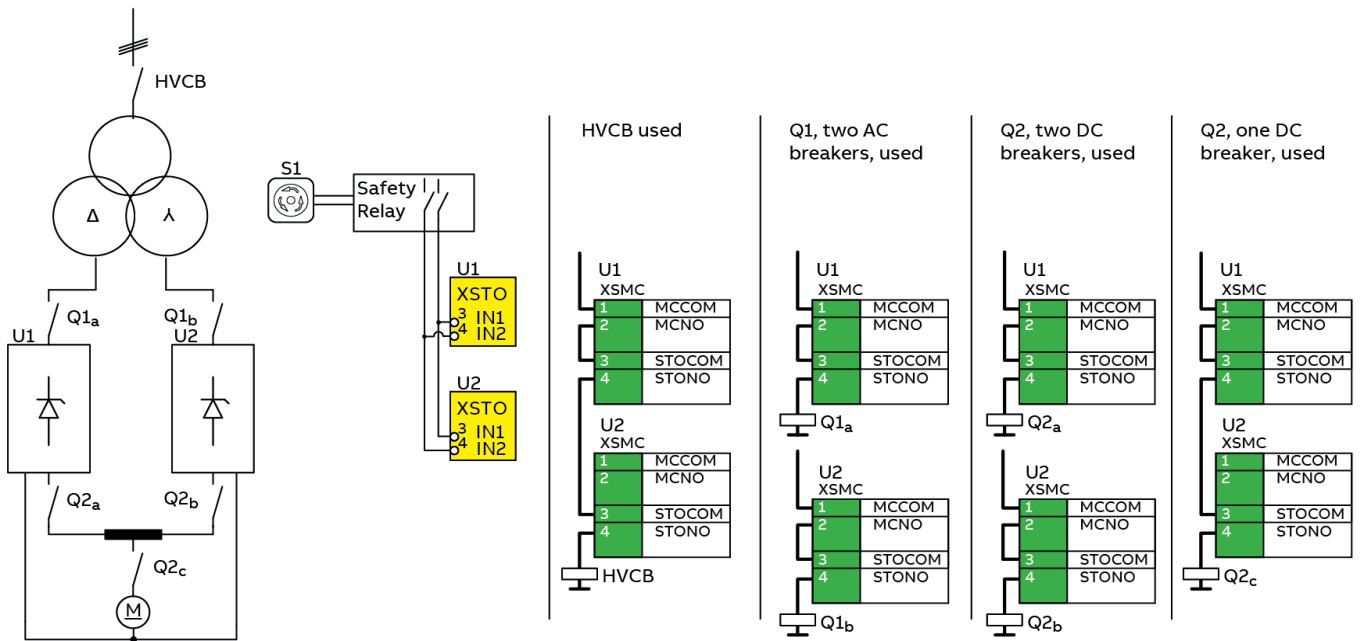 HVCB
Δ
Y
Q1a
Q1b
U1
U2
Q2a
Q2b
Q2c
M
S1
Safety
Relay
U1
XSTO
3 IN1
4 IN2
U2
XSTO
3 IN1
4 IN2
HVCB used
U1
XSMC
1 MCCOM
2 MCNO
3 STOCOM
4 STONO
U2
XSMC
1 MCCOM
2 MCNO
3 STOCOM
4 STONO
HVCB
Q1, two AC
breakers, used
U1
XSMC
1 MCCOM
2 MCNO
3 STOCOM
4 STONO
Q1a
U2
XSMC
1 MCCOM
2 MCNO
3 STOCOM
4 STONO
Q1b
Q2, two DC
breakers, used
U1
XSMC
1 MCCOM
2 MCNO
3 STOCOM
4 STONO
Q2a
U2
XSMC
1 MCCOM
2 MCNO
3 STOCOM
4 STONO
Q2b
Q2, one DC
breaker, used
U1
XSMC
1 MCCOM
2 MCNO
3 STOCOM
4 STONO
U2
XSMC
1 MCCOM
2 MCNO
3 STOCOM
4 STONO
Q2c